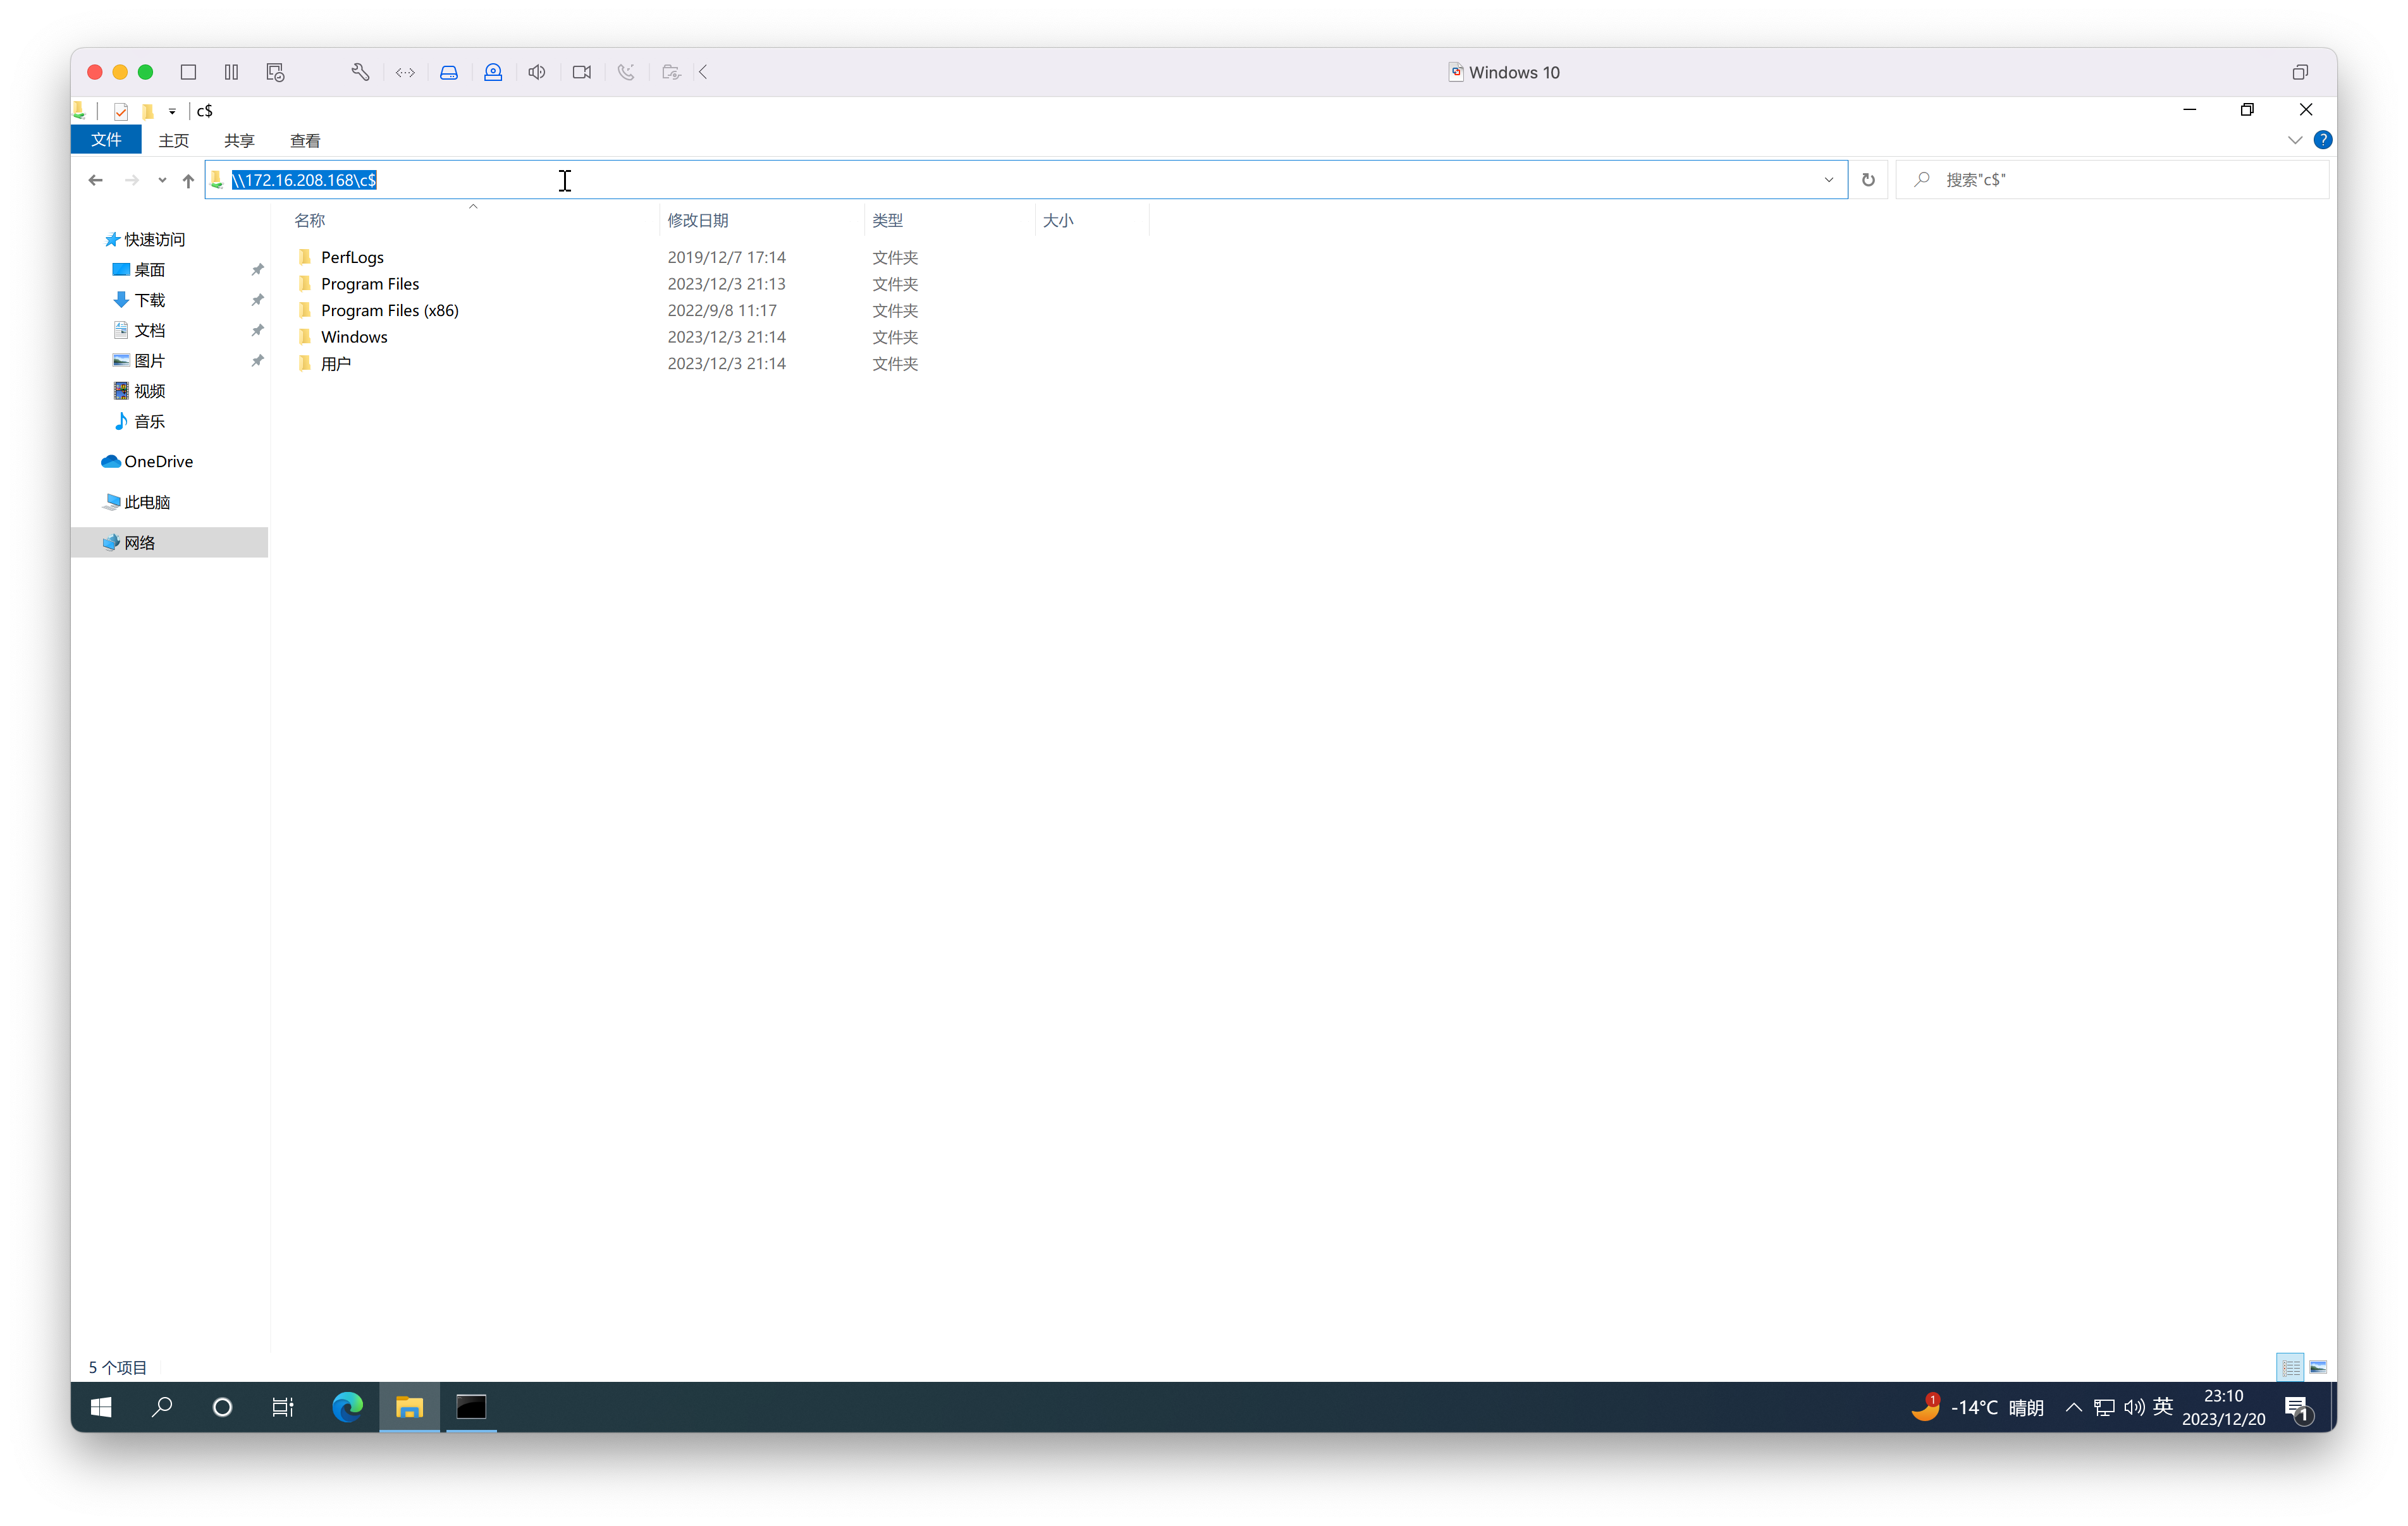 Windows 10
c$
文件 主页 共享 查看
\\172.16.208.168\c$
搜索"c$"
名称 修改日期 类型 大小
快速访问
桌面
下载
文档
图片
视频
音乐
OneDrive
此电脑
网络
PerfLogs 2019/12/7 17:14 文件夹
Program Files 2023/12/3 21:13 文件夹
Program Files (x86) 2022/9/8 11:17 文件夹
Windows 2023/12/3 21:14 文件夹
用户 2023/12/3 21:14 文件夹
5 个项目
1 -14°C 晴朗 英 23:10
2023/12/20 1